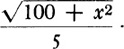 √(100 + x²) / 5 .